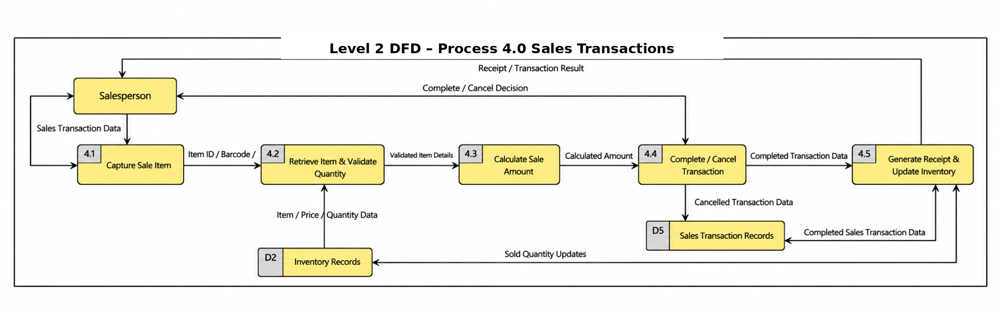 Level 2 DFD – Process 4.0 Sales Transactions
Receipt / Transaction Result
Complete / Cancel Decision
Salesperson
Sales Transaction Data
4.1
Capture Sale Item
Item ID / Barcode /
4.2
Retrieve Item & Validate
Quantity
Validated Item Details
4.3
Calculate Sale
Amount
Calculated Amount
4.4
Complete / Cancel
Transaction
Completed Transaction Data
4.5
Generate Receipt &
Update Inventory
Cancelled Transaction Data
Item / Price / Quantity Data
D5
Sales Transaction Records
Completed Sales Transaction Data
D2
Inventory Records
Sold Quantity Updates